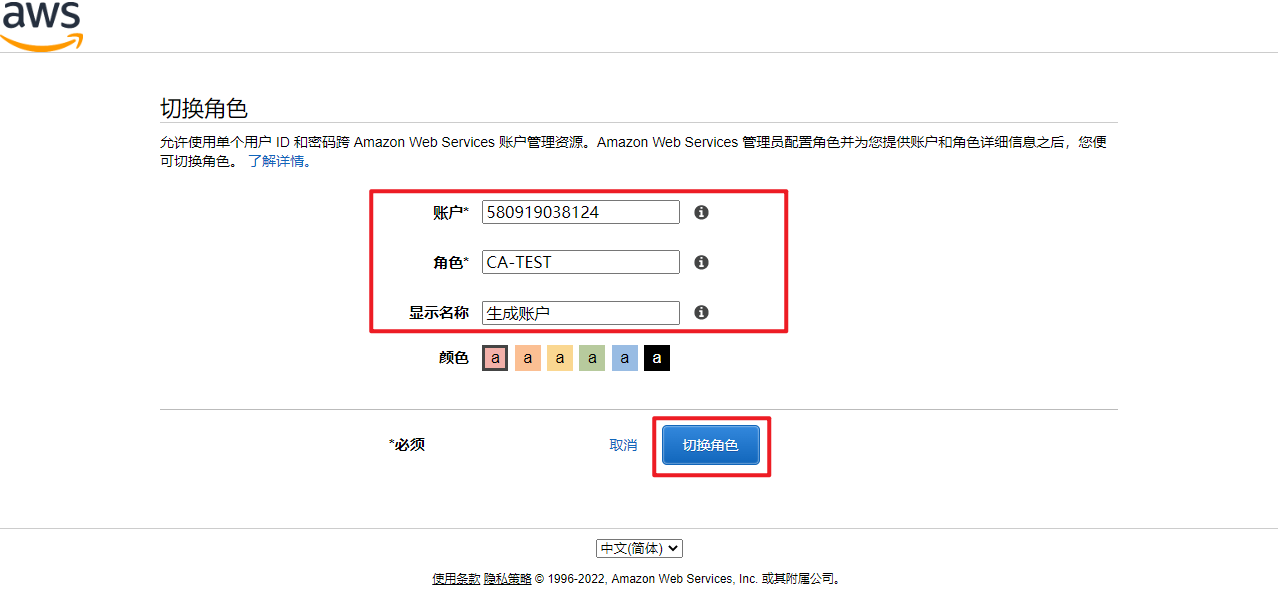 aws
切换角色
允许使用单个用户 ID 和密码跨 Amazon Web Services 账户管理资源。Amazon Web Services 管理员配置角色并为您提供账户和角色详细信息之后，您便
可切换角色。 了解详情。
账户* 580919038124
角色* CA-TEST
显示名称 生成账户
颜色 a a a a a a
*必须 取消 切换角色
中文(简体)
使用条款 隐私策略 © 1996-2022, Amazon Web Services, Inc. 或其附属公司。